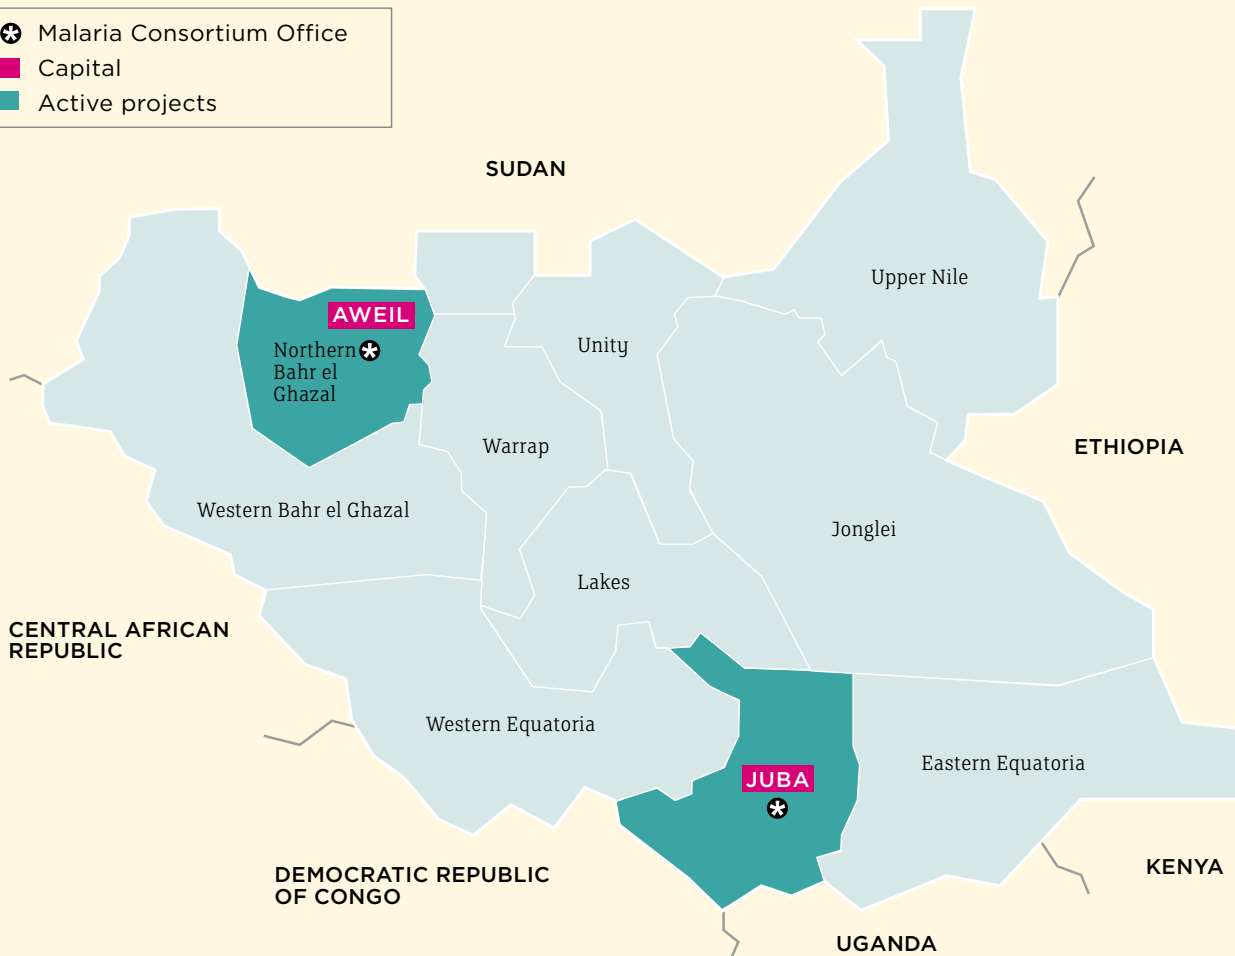 Malaria Consortium Office
Capital
Active projects
SUDAN
Upper Nile
AWEIL
Northern
Bahr el
Ghazal
Unity
Warrap
ETHIOPIA
Western Bahr el Ghazal
Jonglei
Lakes
CENTRAL AFRICAN
REPUBLIC
Western Equatoria
Eastern Equatoria
JUBA
DEMOCRATIC REPUBLIC
OF CONGO
KENYA
UGANDA